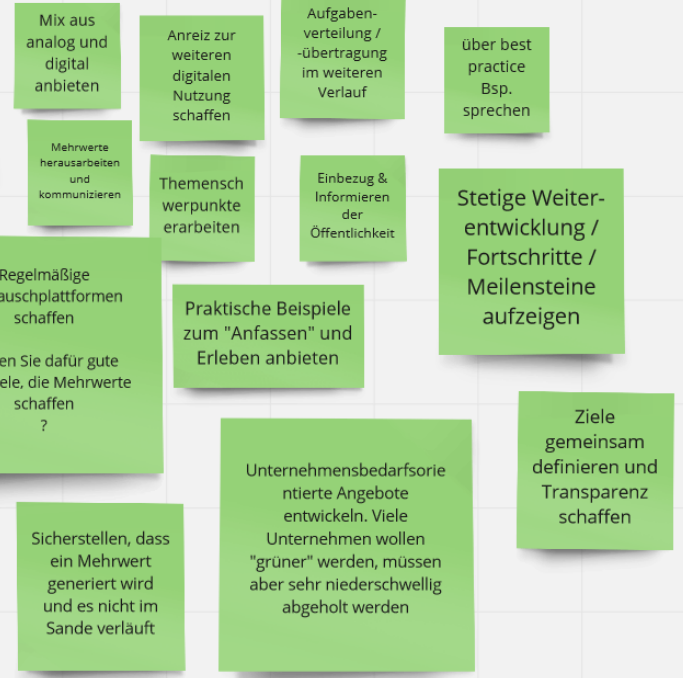 Mix aus
analog und
digital
anbieten
Anreiz zur
weiteren
digitalen
Nutzung
schaffen
Aufgaben-
verteilung /
-übertragung
im weiteren
Verlauf
über best
practice
Bsp.
sprechen
Mehrwerte
herausarbeiten
und
kommunizieren
Themensch
werpunkte
erarbeiten
Einbezug &
Informieren
der
Öffentlichkeit
Stetige Weiter-
entwicklung /
Fortschritte /
Meilensteine
aufzeigen
Regelmäßige
auschplattformen
schaffen
en Sie dafür gute
ele, die Mehrwerte
schaffen
?
Praktische Beispiele
zum "Anfassen" und
Erleben anbieten
Ziele
gemeinsam
definieren und
Transparenz
schaffen
Unternehmensbedarfsorie
ntierte Angebote
entwickeln. Viele
Unternehmen wollen
"grüner" werden, müssen
aber sehr niederschwellig
abgeholt werden
Sicherstellen, dass
ein Mehrwert
generiert wird
und es nicht im
Sande verläuft